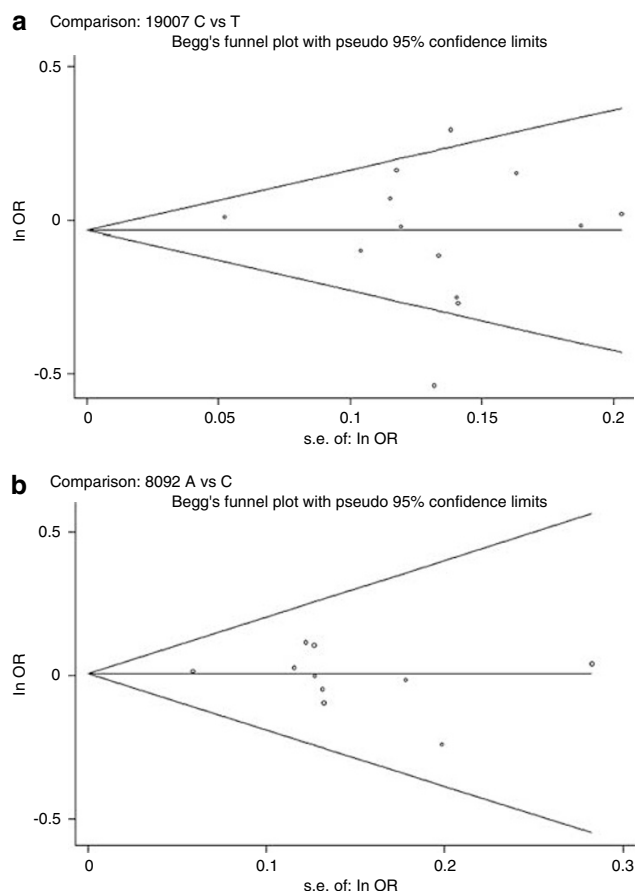 a Comparison: 19007 C vs T
Begg's funnel plot with pseudo 95% confidence limits
0.5
0
-0.5
ln OR
0 0.05 0.1 0.15 0.2
s.e. of: ln OR
b Comparison: 8092 A vs C
Begg's funnel plot with pseudo 95% confidence limits
0.5
0
-0.5
ln OR
0 0.1 0.2 0.3
s.e. of: ln OR